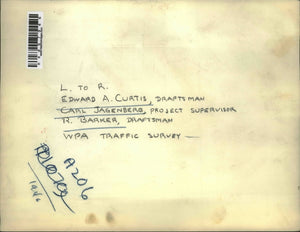 L. TO R.
EDWARD A. CURTIS, DRAFTSMAN
CARL JAGENBERG, PROJECT SUPERVISOR
R. BARKER, DRAFTSMAN
WPA TRAFFIC SURVEY —
A206